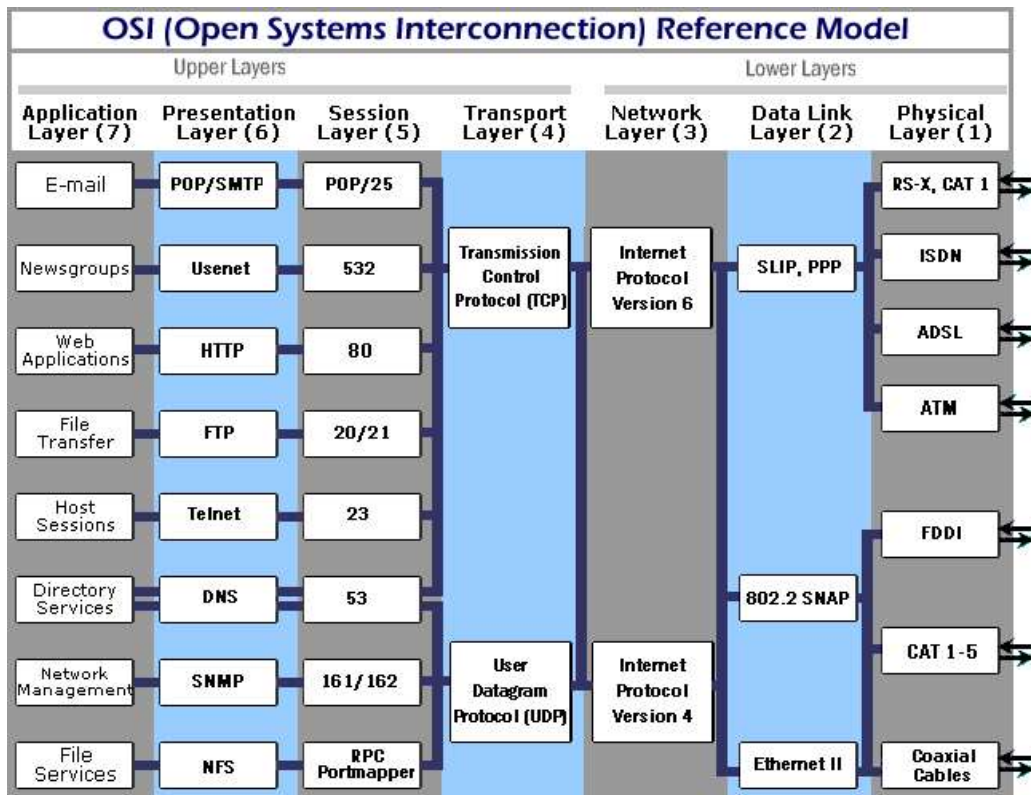 OSI (Open Systems Interconnection) Reference Model
Upper Layers
Lower Layers
Application
Layer (7)
Presentation
Layer (6)
Session
Layer (5)
Transport
Layer (4)
Network
Layer (3)
Data Link
Layer (2)
Physical
Layer (1)
E-mail
POP/SMTP
POP/25
Newsgroups
Usenet
532
Web
Applications
HTTP
80
File
Transfer
FTP
20/21
Host
Sessions
Telnet
23
Directory
Services
DNS
53
Network
Management
SNMP
161/162
File
Services
NFS
RPC
Portmapper
Transmission
Control
Protocol (TCP)
User
Datagram
Protocol (UDP)
Internet
Protocol
Version 6
Internet
Protocol
Version 4
SLIP, PPP
802.2 SNAP
Ethernet II
RS-X, CAT 1
ISDN
ADSL
ATM
FDDI
CAT 1-5
Coaxial
Cables